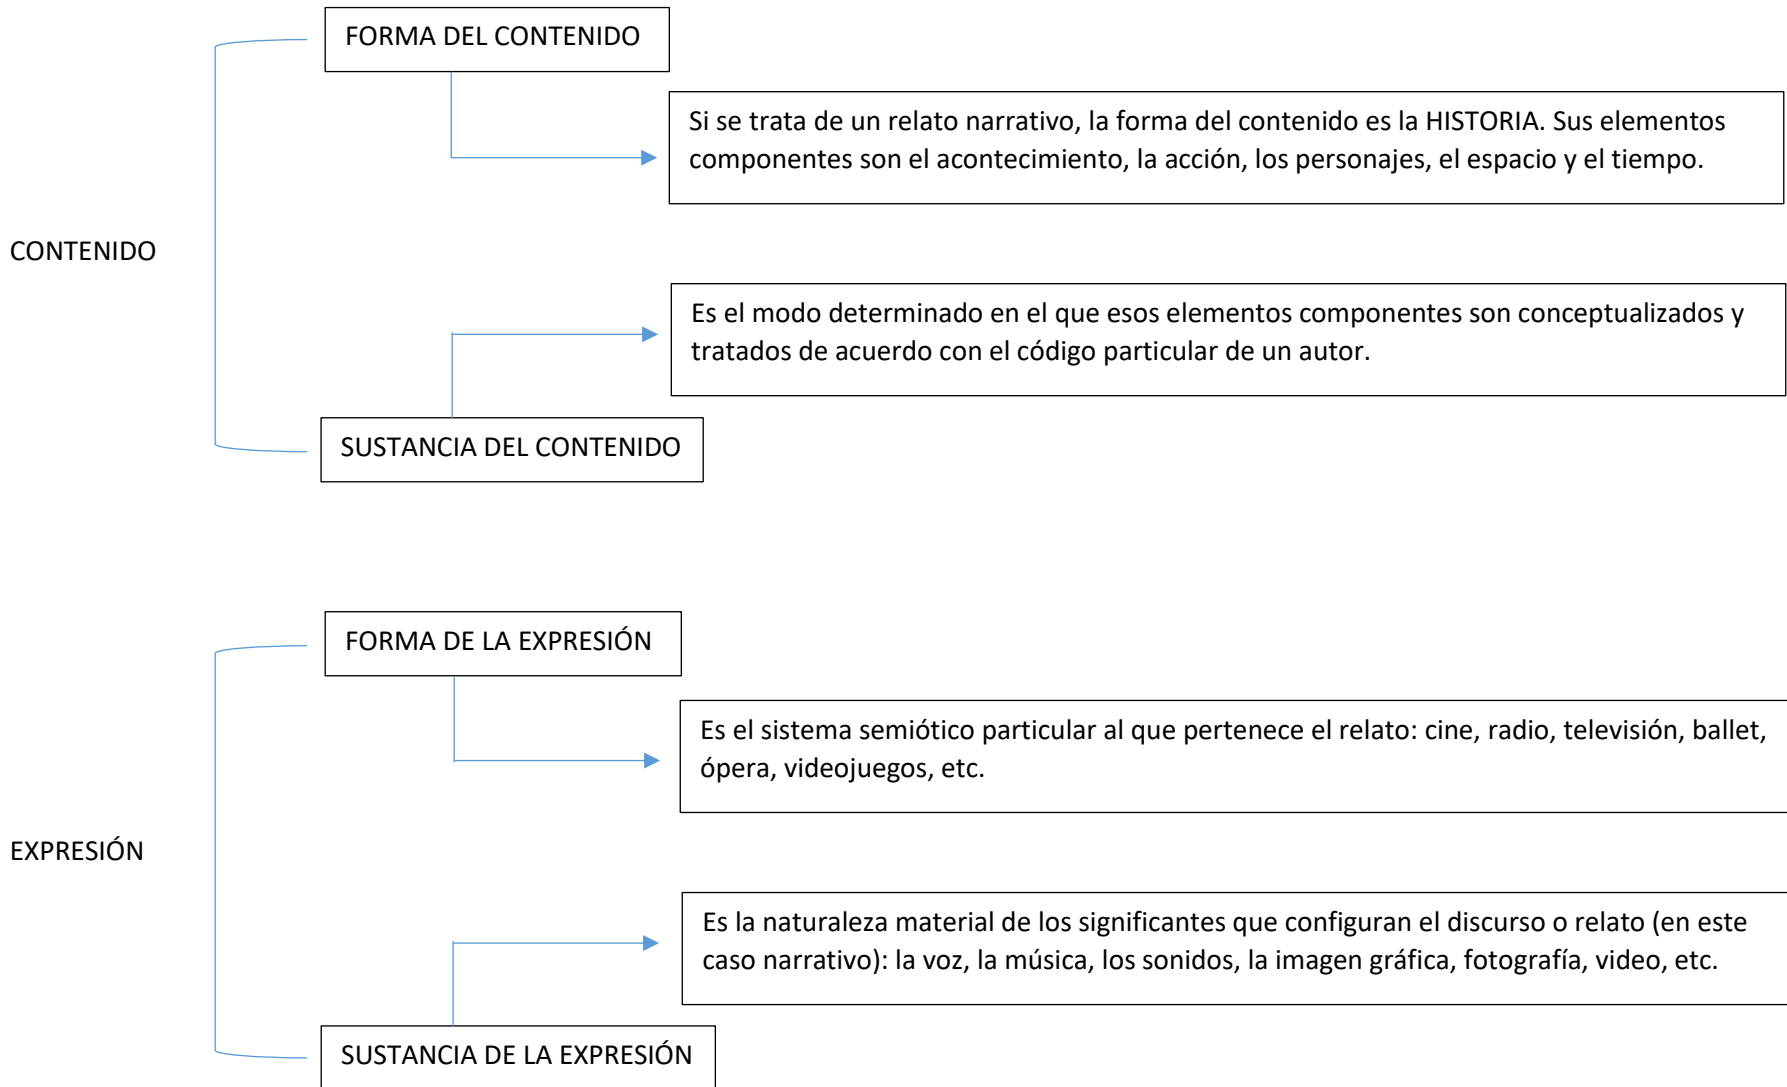 FORMA DEL CONTENIDO
Si se trata de un relato narrativo, la forma del contenido es la HISTORIA. Sus elementos
componentes son el acontecimiento, la acción, los personajes, el espacio y el tiempo.
CONTENIDO
Es el modo determinado en el que esos elementos componentes son conceptualizados y
tratados de acuerdo con el código particular de un autor.
SUSTANCIA DEL CONTENIDO
FORMA DE LA EXPRESIÓN
Es el sistema semiótico particular al que pertenece el relato: cine, radio, televisión, ballet,
ópera, videojuegos, etc.
EXPRESIÓN
Es la naturaleza material de los significantes que configuran el discurso o relato (en este
caso narrativo): la voz, la música, los sonidos, la imagen gráfica, fotografía, video, etc.
SUSTANCIA DE LA EXPRESIÓN